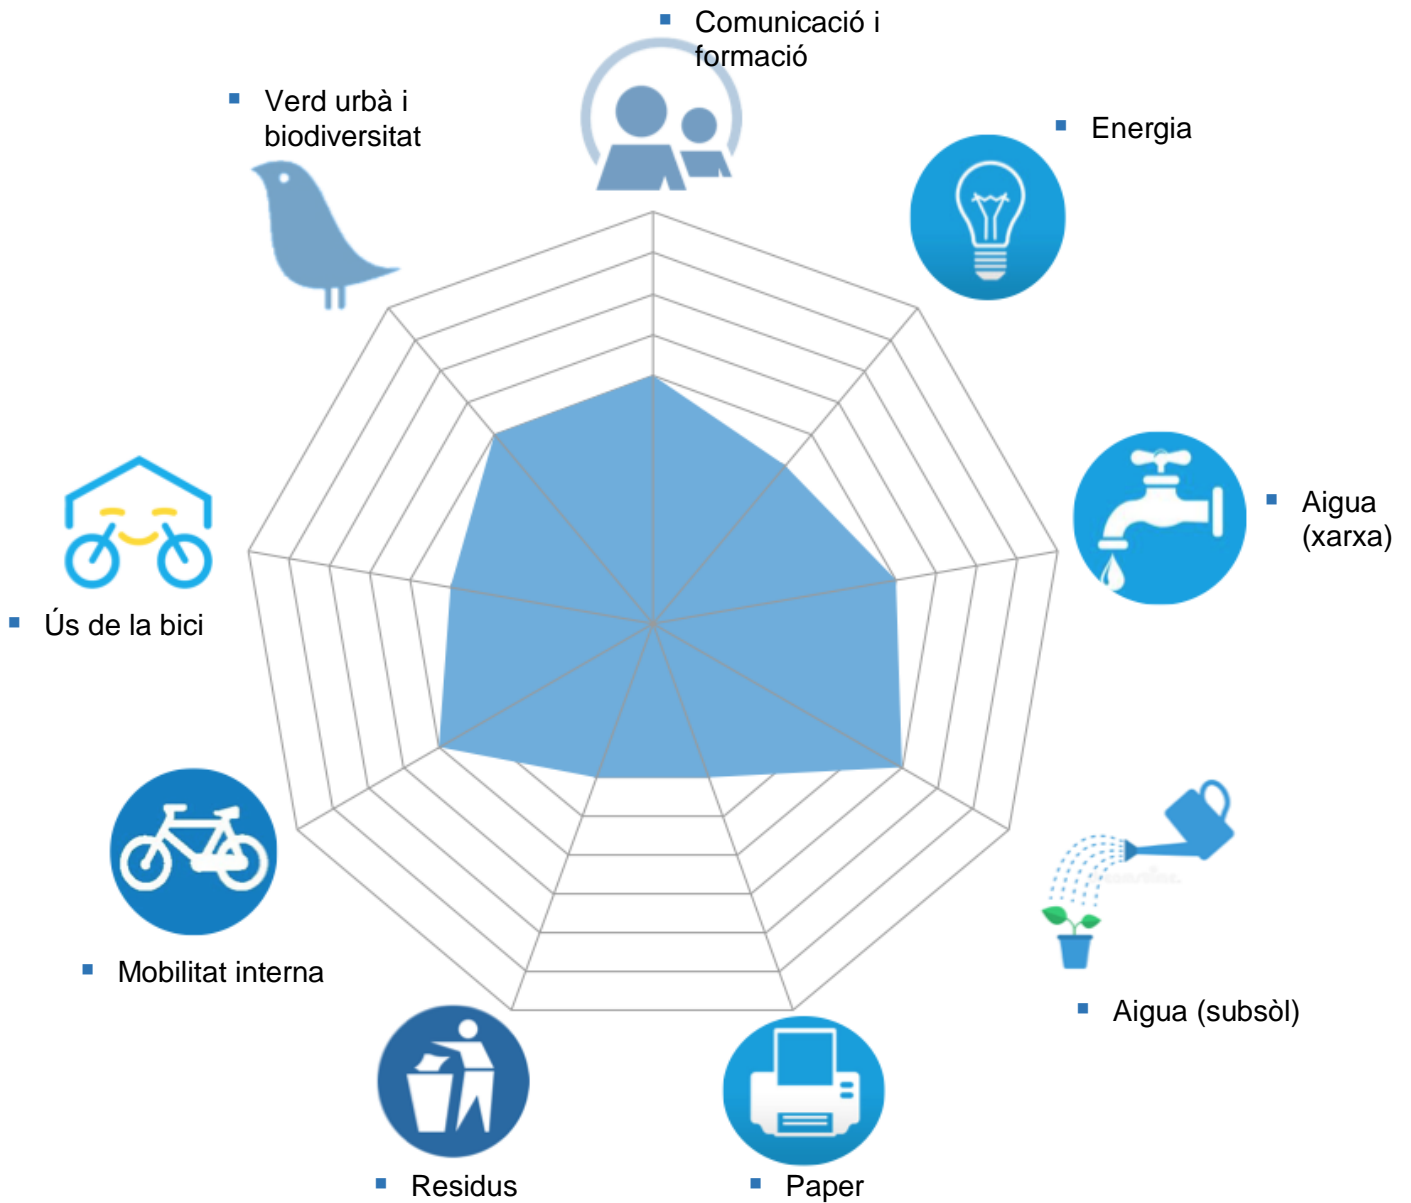 Comunicació i
formació
Verd urbà i
biodiversitat
Energia
Aigua
(xarxa)
Ús de la bici
Mobilitat interna
Aigua (subsòl)
Residus
Paper